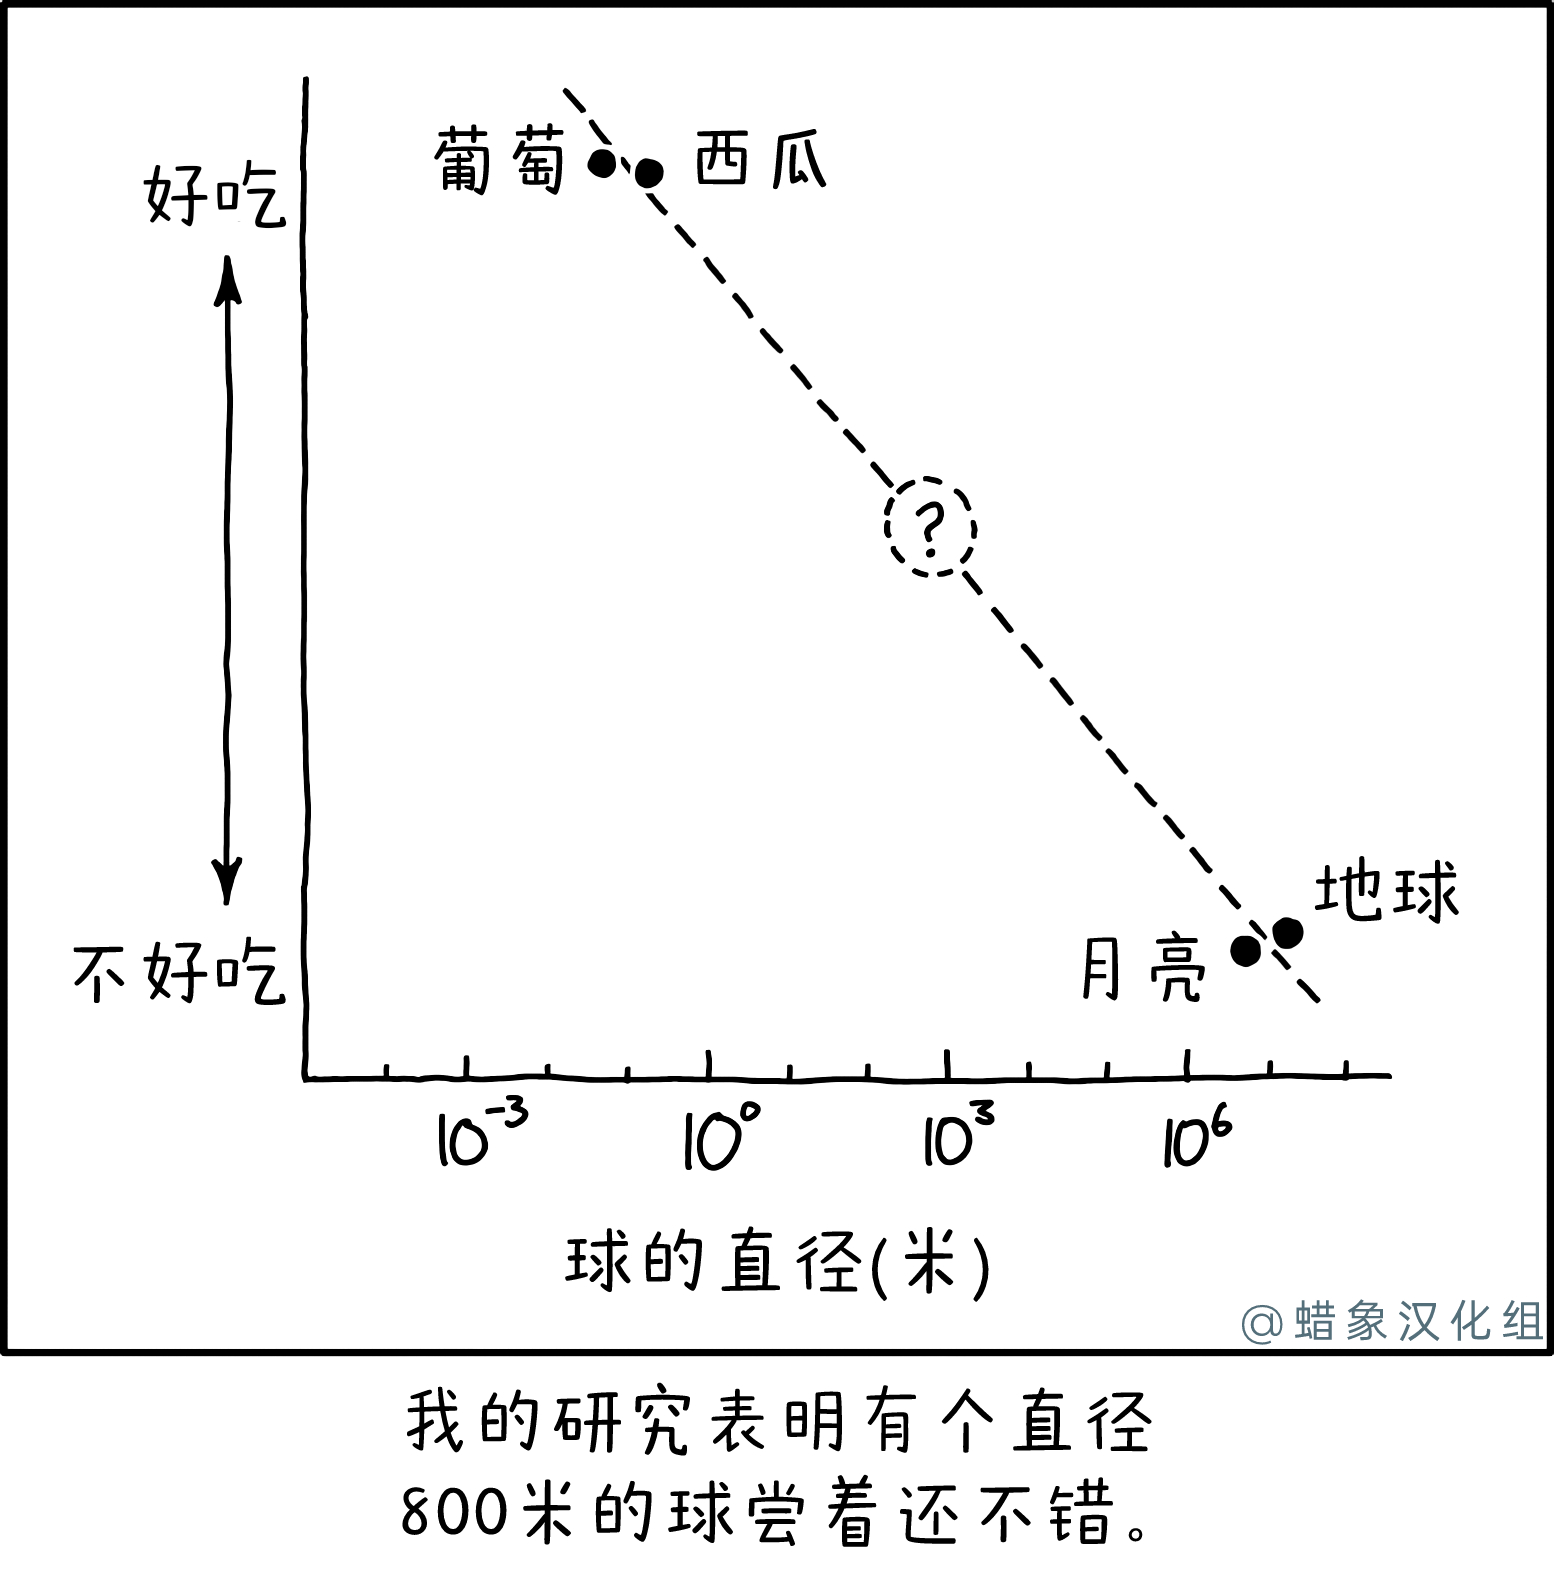 葡萄
西瓜
好吃
?
不好吃
地球
月亮
10⁻³ 10⁰ 10³ 10⁶
球的直径(米)
@蜡象汉化组
我的研究表明有个直径
800米的球尝着还不错。